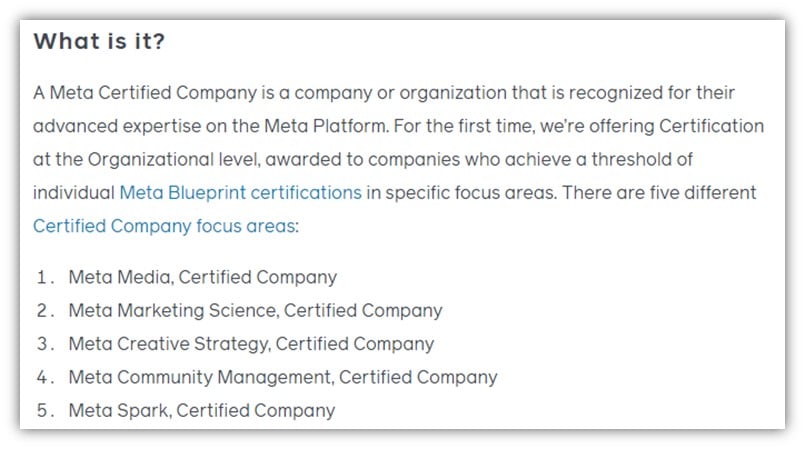 What is it?
A Meta Certified Company is a company or organization that is recognized for their
advanced expertise on the Meta Platform. For the first time, we're offering Certification
at the Organizational level, awarded to companies who achieve a threshold of
individual Meta Blueprint certifications in specific focus areas. There are five different
Certified Company focus areas:
1. Meta Media, Certified Company
2. Meta Marketing Science, Certified Company
3. Meta Creative Strategy, Certified Company
4. Meta Community Management, Certified Company
5. Meta Spark, Certified Company